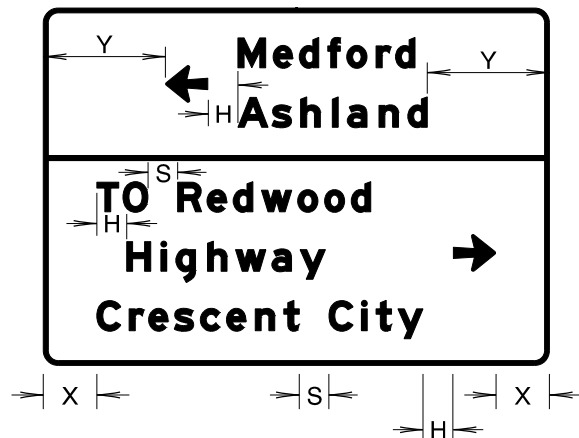 Y
Medford
Y
H
Ashland
S
TO Redwood
H
Highway
Crescent City
X
S
X
H